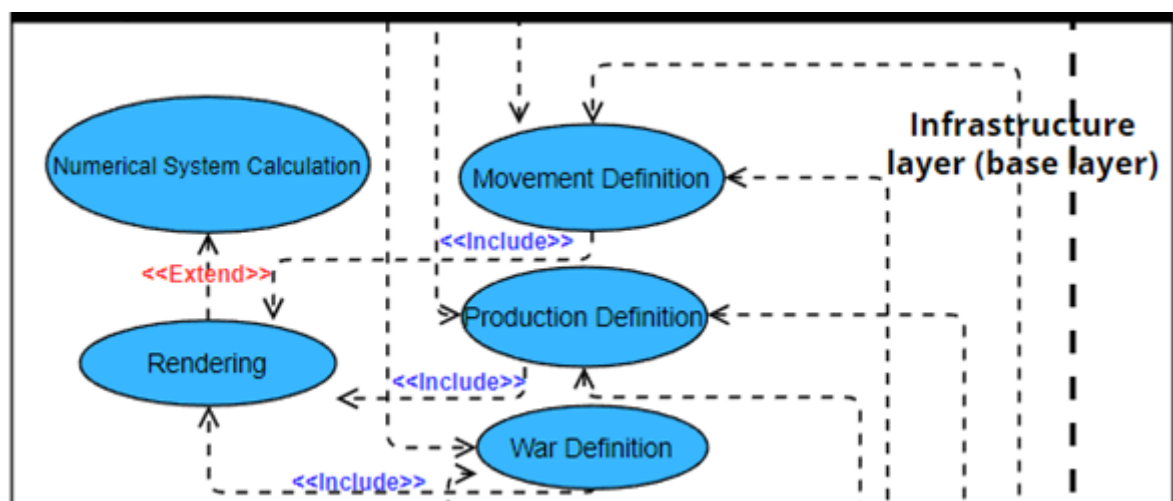 Infrastructure
layer (base layer)
Numerical System Calculation
Movement Definition
<<Include>>
<<Extend>>
Production Definition
Rendering
<<Include>>
War Definition
<<Include>>